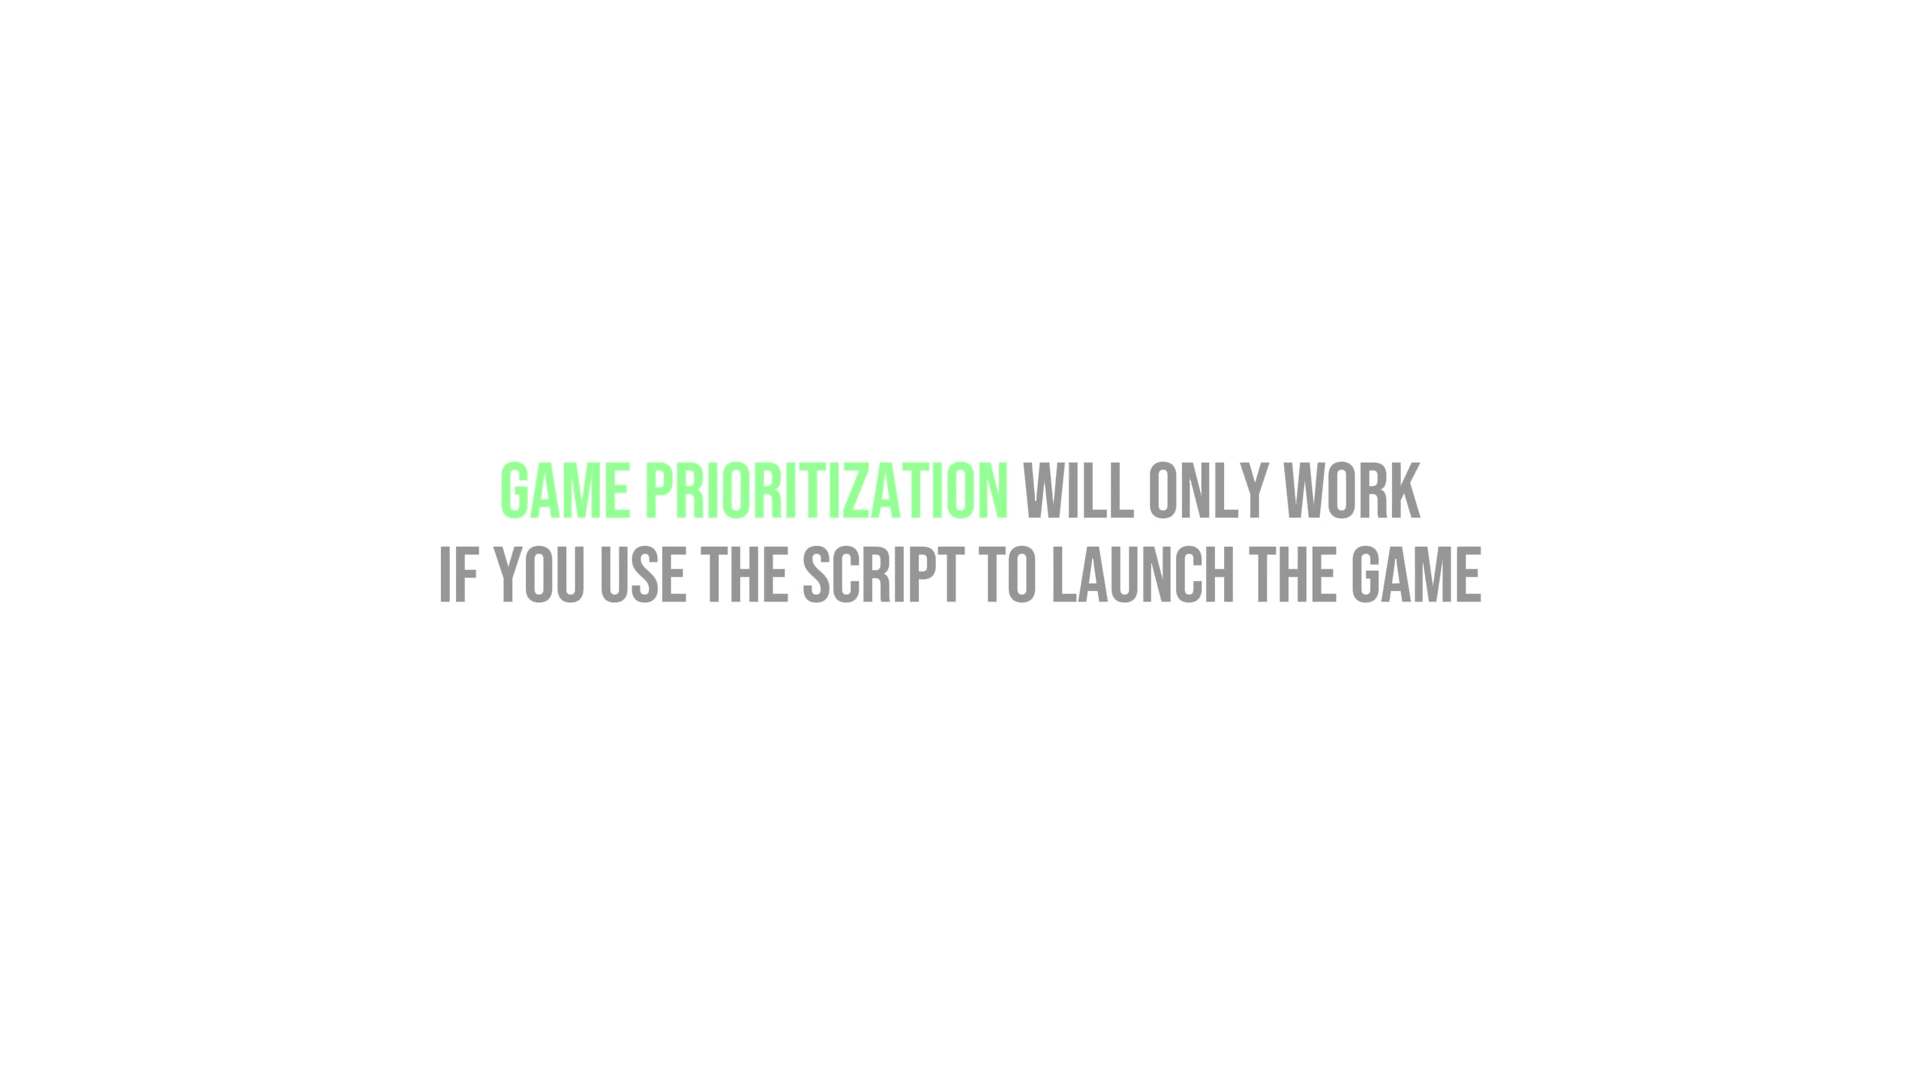 GAME PRIORITIZATION WILL ONLY WORK
IF YOU USE THE SCRIPT TO LAUNCH THE GAME